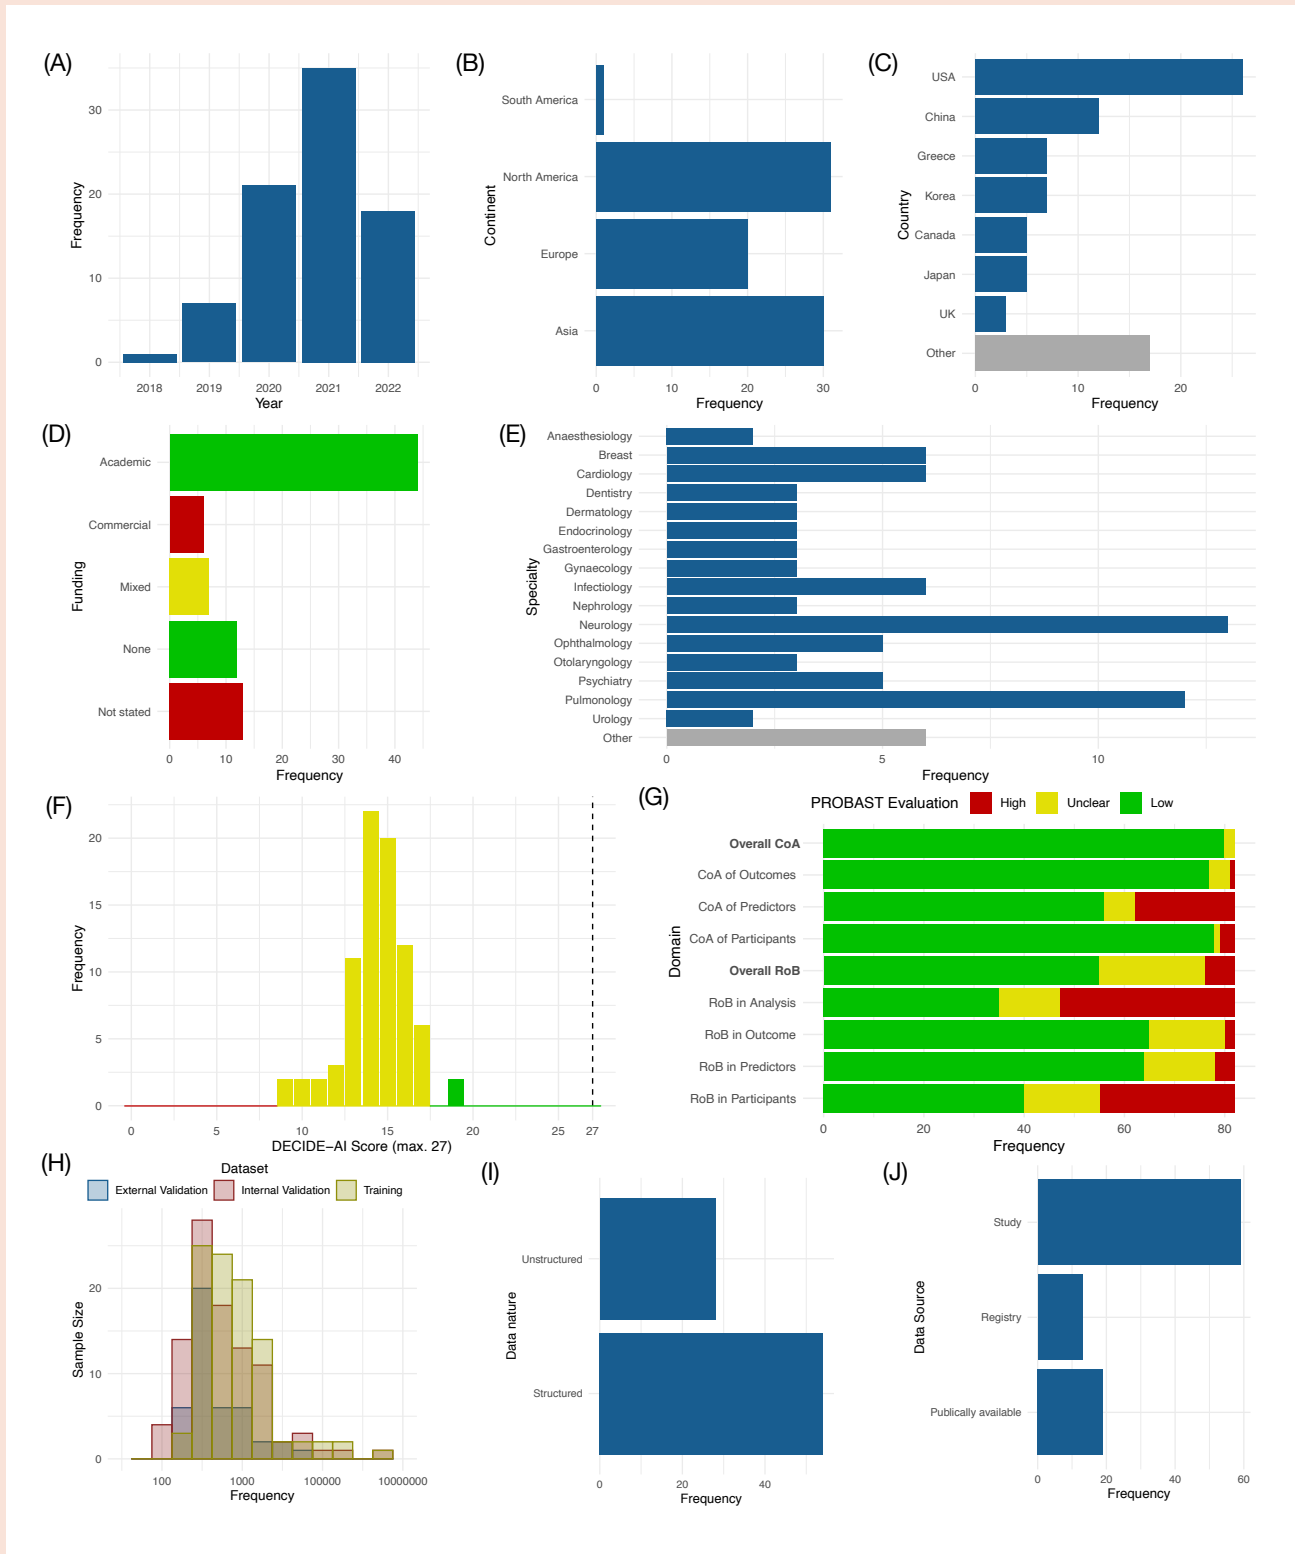 (A)
Frequency
30
20
10
0
2018 2019 2020 2021 2022
Year
(B)
Continent
South America
North America
Europe
Asia
0 10 20 30
Frequency
(C)
Country
USA
China
Greece
Korea
Canada
Japan
UK
Other
0 10 20
Frequency
(D)
Funding
Academic
Commercial
Mixed
None
Not stated
0 10 20 30 40
Frequency
(E)
Specialty
Anaesthesiology
Breast
Cardiology
Dentistry
Dermatology
Endocrinology
Gastroenterology
Gynaecology
Infectiology
Nephrology
Neurology
Ophthalmology
Otolaryngology
Psychiatry
Pulmonology
Urology
Other
0 5 10
Frequency
(F)
Frequency
20
15
10
5
0
0 5 10 15 20 25 27
DECIDE−AI Score (max. 27)
(G)
PROBAST Evaluation High Unclear Low
Domain
Overall CoA
CoA of Outcomes
CoA of Predictors
CoA of Participants
Overall RoB
RoB in Analysis
RoB in Outcome
RoB in Predictors
RoB in Participants
0 20 40 60 80
Frequency
(H)
Dataset
External Validation Internal Validation Training
Sample Size
20
10
0
100 1000 100000 10000000
Frequency
(I)
Data nature
Unstructured
Structured
0 20 40
Frequency
(J)
Data Source
Study
Registry
Publically available
0 20 40 60
Frequency